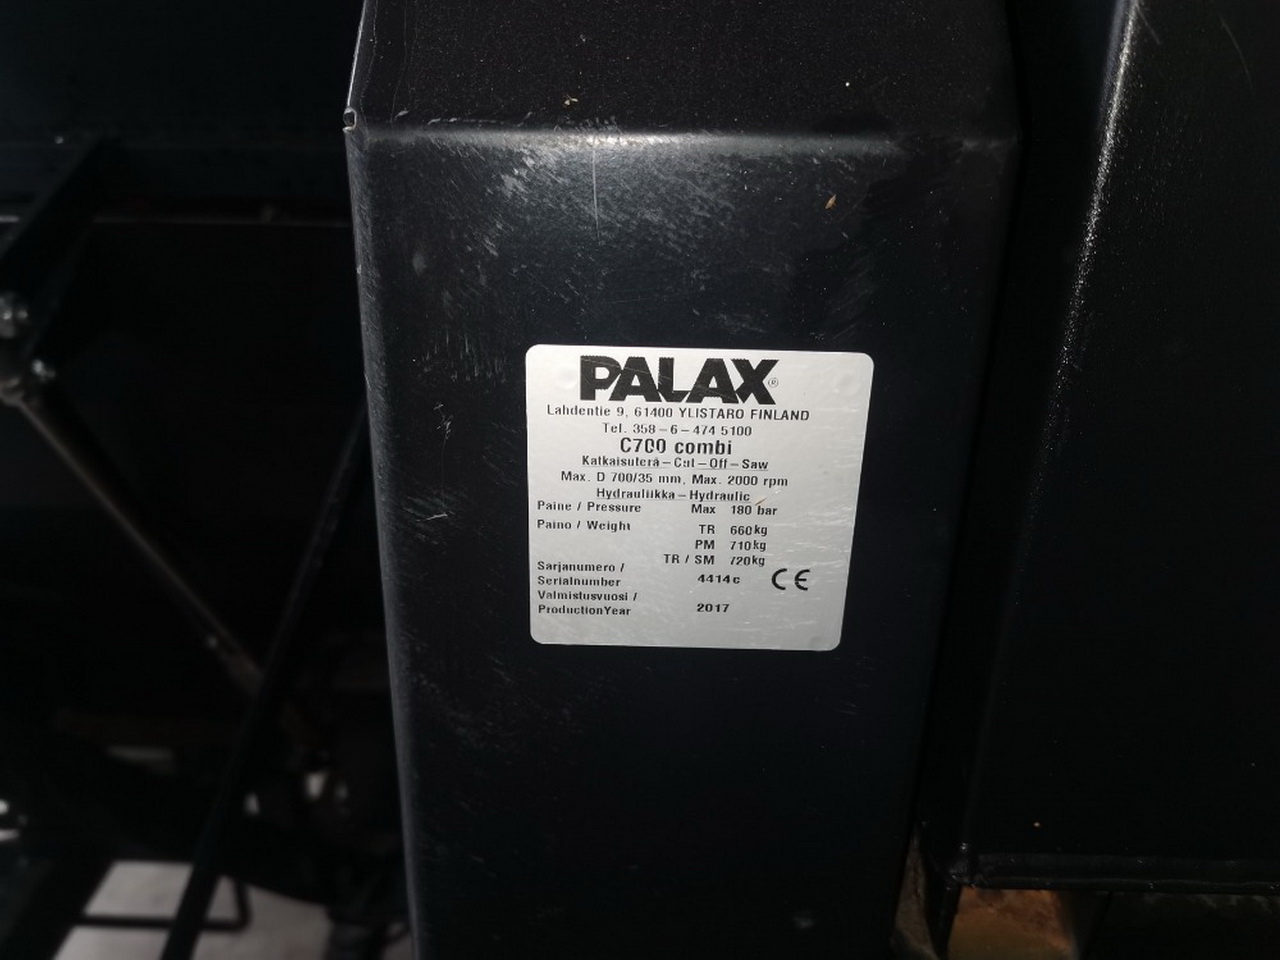 PALAX®
Lahdentie 9, 61400 YLISTARO FINLAND
Tel. 358-6-474 5100
C700 combi
Katkaisuterä-Cut-Off-Saw
Max. D 700/35 mm, Max. 2000 rpm
Hydrauliikka-Hydraulic
Paine / Pressure Max 180 bar
Paino / Weight TR 660kg
PM 710kg
TR / SM 720kg
Sarjanumero /
Serialnumber 4414c CE
Valmistusvuosi /
ProductionYear 2017